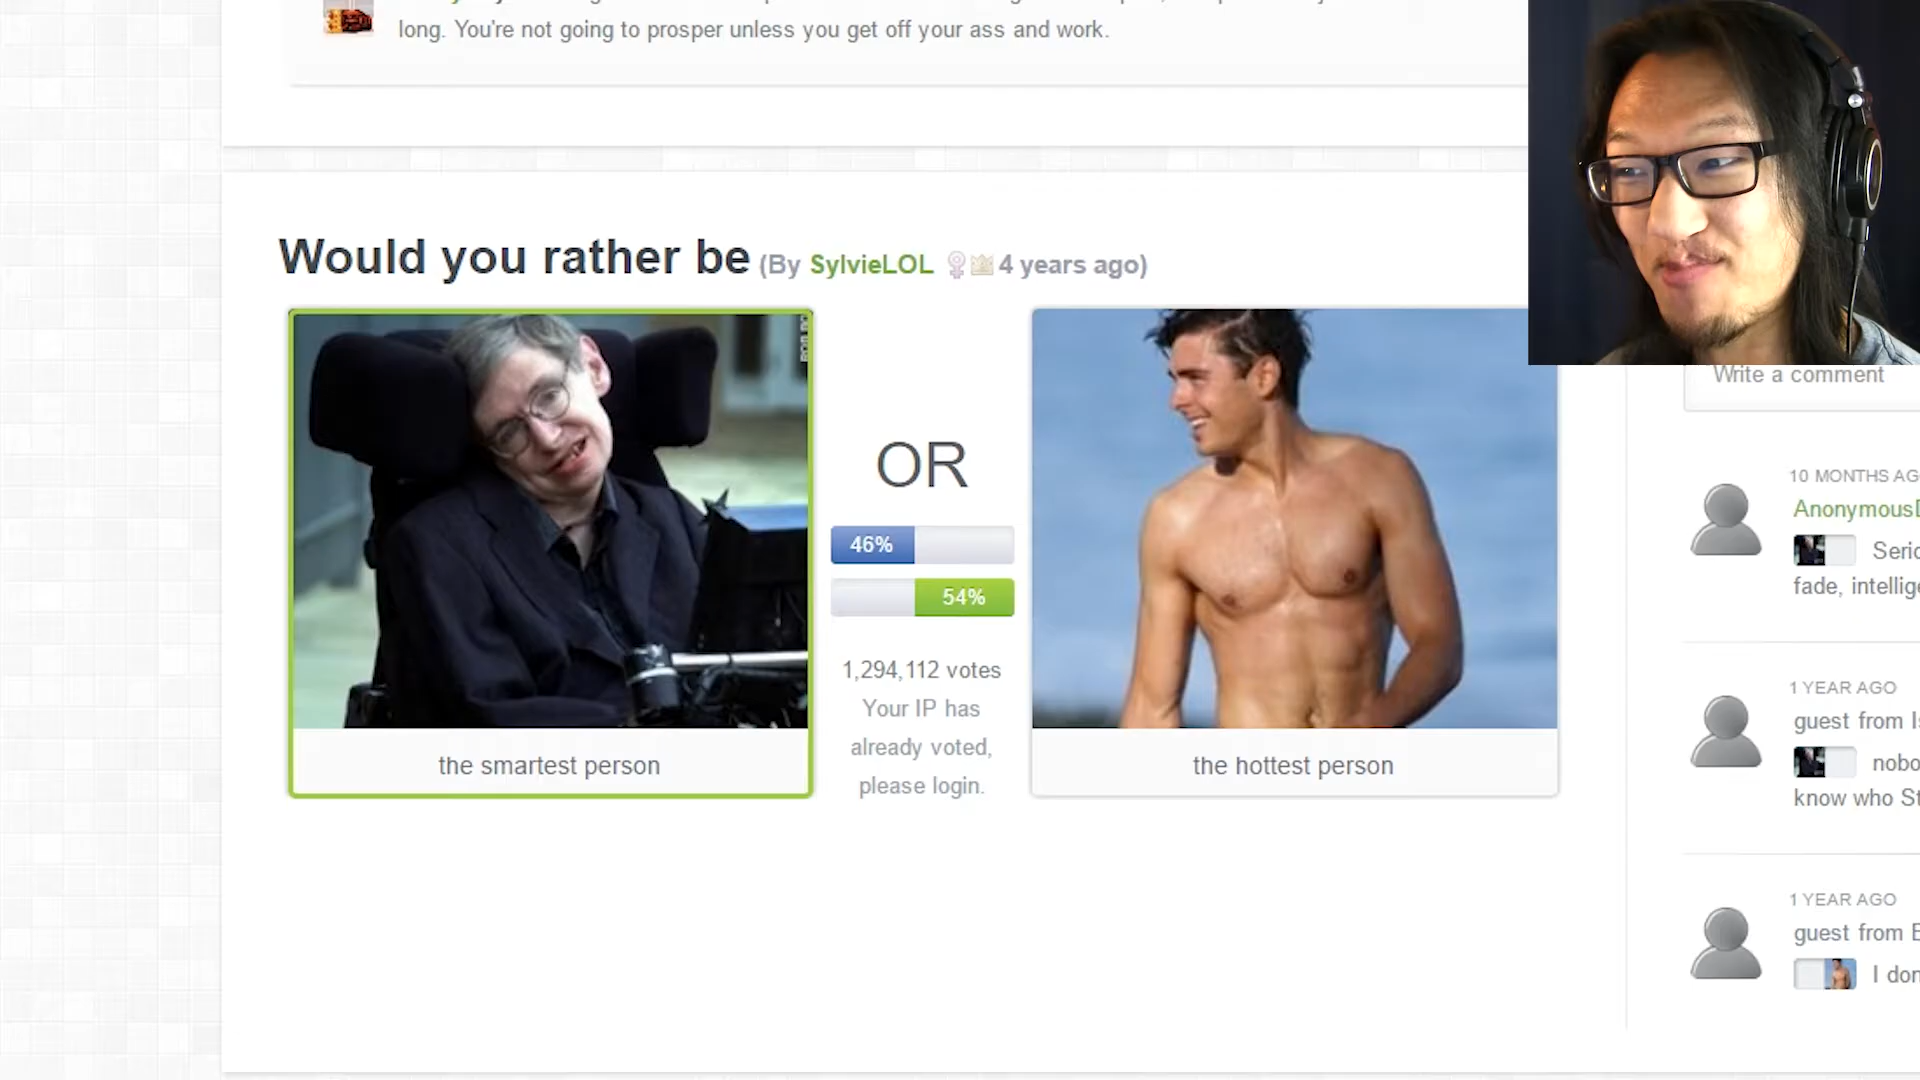 long. You're not going to prosper unless you get off your ass and work.
Would you rather be (By SylvieLOL 4 years ago)
OR
46%
54%
1,294,112 votes
Your IP has
already voted,
please login.
the smartest person
the hottest person
Write a comment
10 MONTHS AG
Anonymous
fade,
1 YEAR AGO
guest from
know who
1 YEAR AGO
guest from
I